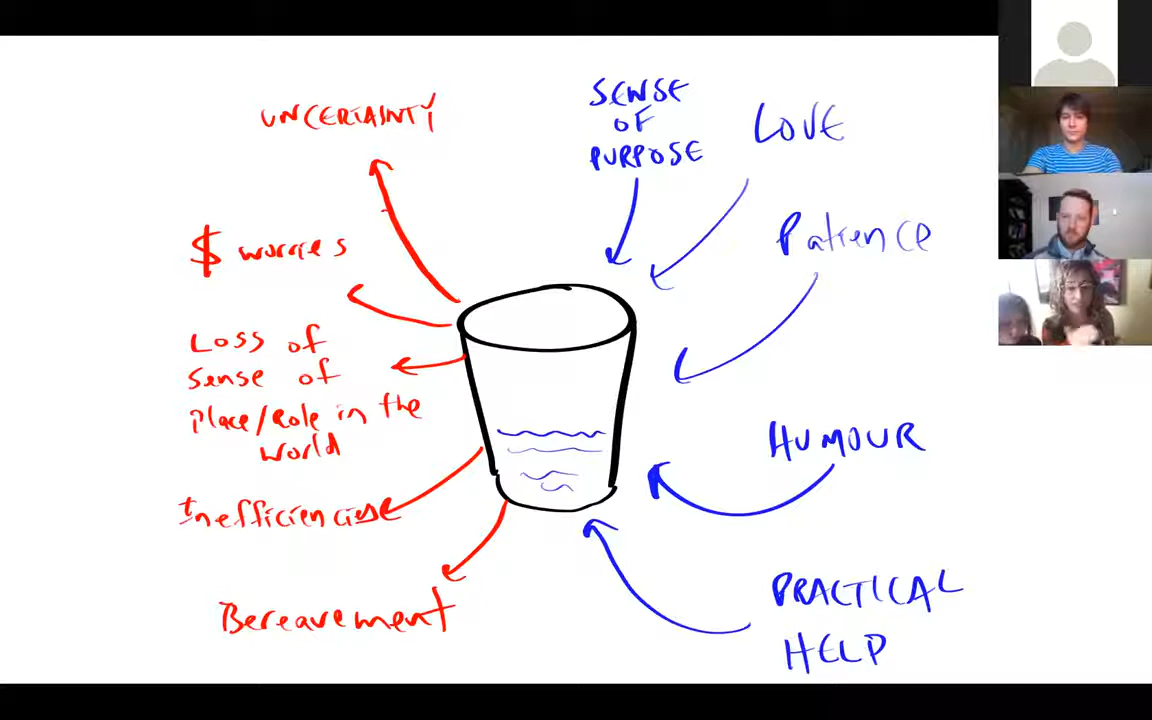 UNCERTAINTY
$ worries
Loss of
Sense of
Place/Role in the
World
Inefficiencies
Bereavement
SENSE
OF
PURPOSE
LOVE
Patience
HUMOUR
PRACTICAL
HELP